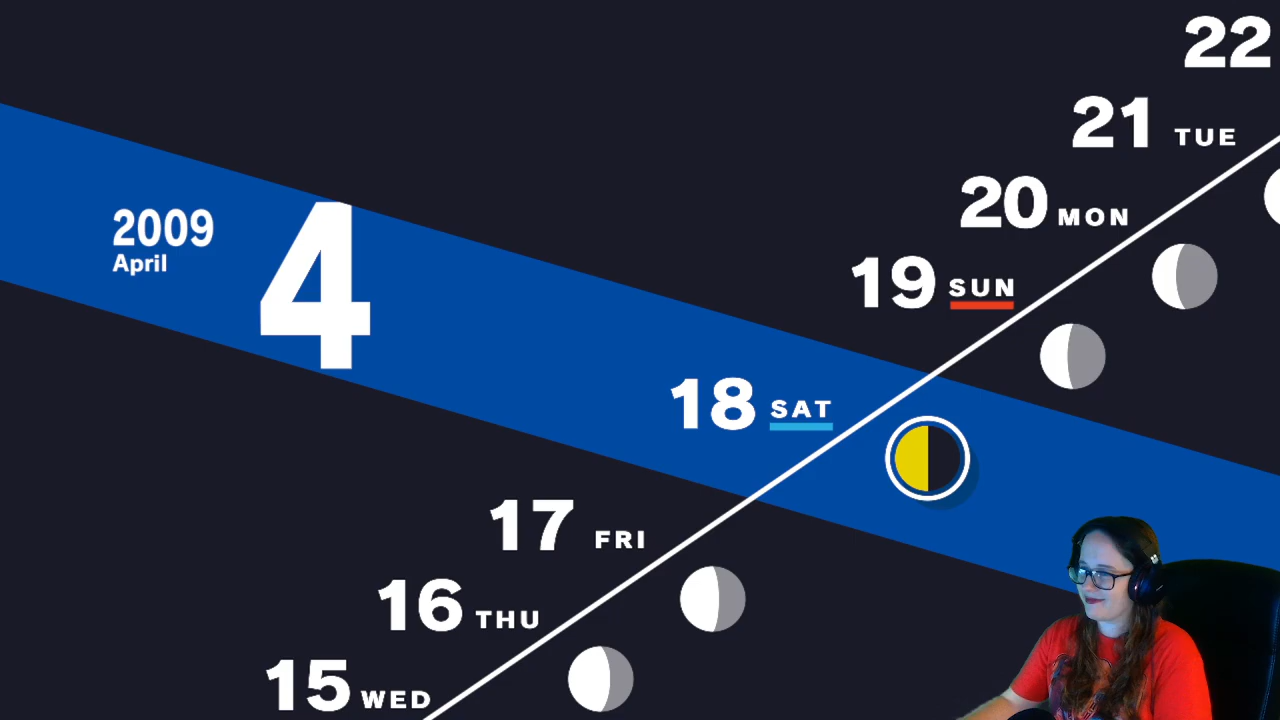 22
21 TUE
20 MON
2009
April
4
19 SUN
18 SAT
17 FRI
16 THU
15 WED